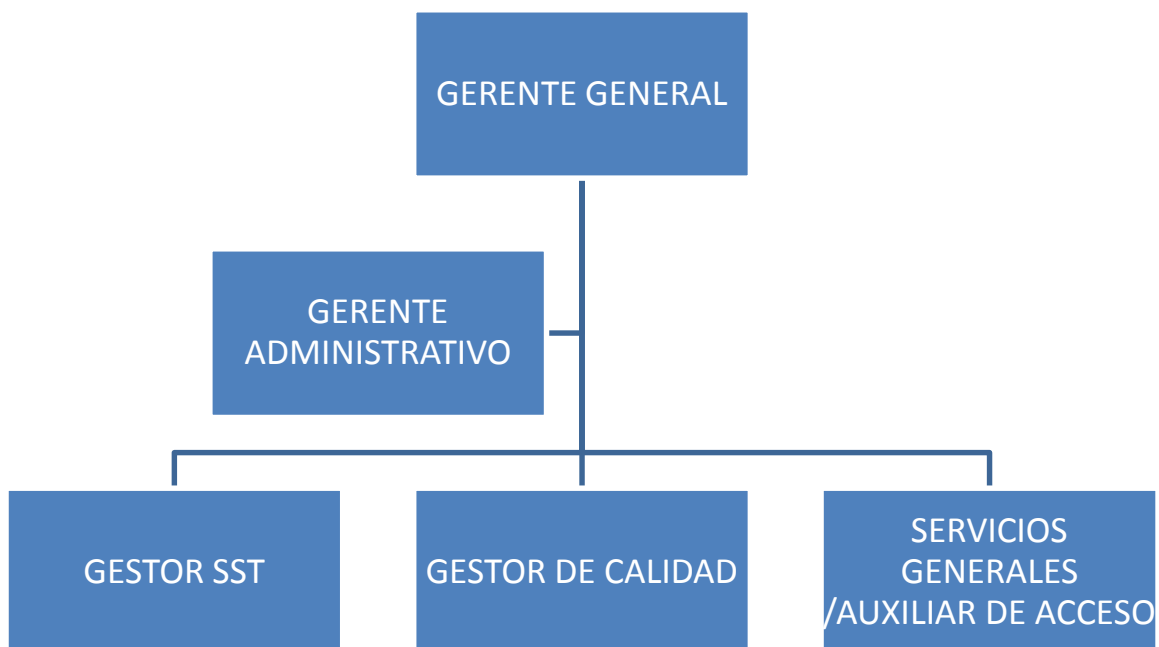 GERENTE GENERAL
GERENTE
ADMINISTRATIVO
GESTOR SST
GESTOR DE CALIDAD
SERVICIOS
GENERALES
/AUXILIAR DE ACCESO